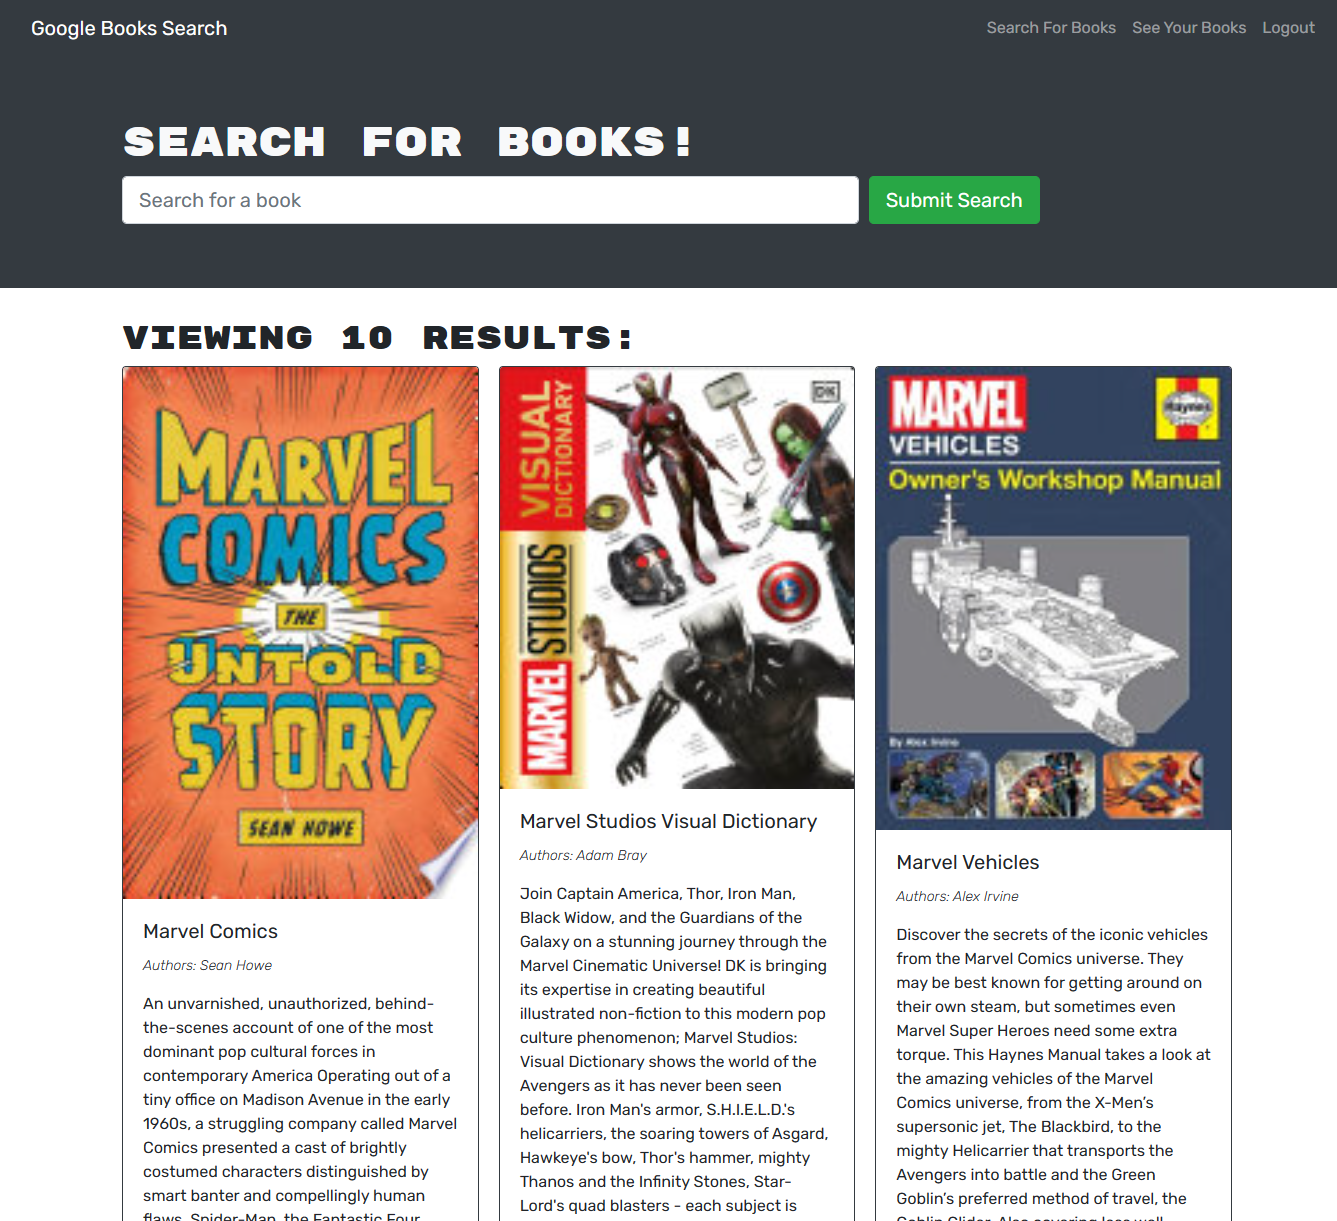 Google Books Search
Search For Books
See Your Books
Logout
SEARCH FOR BOOKS!
Search for a book
Submit Search
VIEWING 10 RESULTS:
MARVEL
COMICS
THE
UNTOLD
STORY
SEAN HOWE
Marvel Comics
Authors: Sean Howe
An unvarnished, unauthorized, behind-
the-scenes account of one of the most
dominant pop cultural forces in
contemporary America Operating out of a
tiny office on Madison Avenue in the early
1960s, a struggling company called Marvel
Comics presented a cast of brightly
costumed characters distinguished by
smart banter and compellingly human
flaws. Spider-Man, the Fantastic Four,
VISUAL
DICTIONARY
MARVEL STUDIOS
DK
Marvel Studios Visual Dictionary
Authors: Adam Bray
Join Captain America, Thor, Iron Man,
Black Widow, and the Guardians of the
Galaxy on a stunning journey through the
Marvel Cinematic Universe! DK is bringing
its expertise in creating beautiful
illustrated non-fiction to this modern pop
culture phenomenon; Marvel Studios:
Visual Dictionary shows the world of the
Avengers as it has never been seen
before. Iron Man's armor, S.H.I.E.L.D.'s
helicarriers, the soaring towers of Asgard,
Hawkeye's bow, Thor's hammer, mighty
Thanos and the Infinity Stones, Star-
Lord's quad blasters - each subject is
MARVEL
VEHICLES
Haynes
Owner's Workshop Manual
By Alex Irvine
Marvel Vehicles
Authors: Alex Irvine
Discover the secrets of the iconic vehicles
from the Marvel Comics universe. They
may be best known for getting around on
their own steam, but sometimes even
Marvel Super Heroes need some extra
torque. This Haynes Manual takes a look at
the amazing vehicles of the Marvel
Comics universe, from the X-Men’s
supersonic jet, The Blackbird, to the
mighty Helicarrier that transports the
Avengers into battle and the Green
Goblin’s preferred method of travel, the
Goblin Glider. Also covering less well